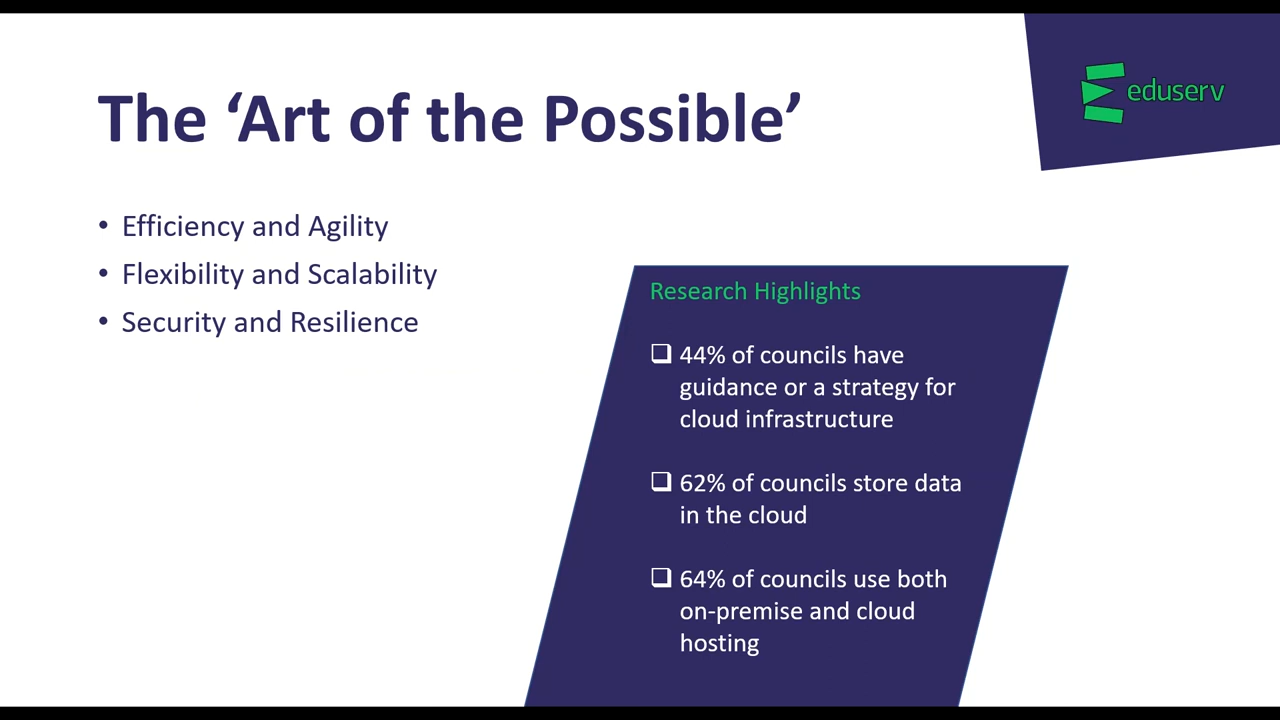 The ‘Art of the Possible’
eduserv
• Efficiency and Agility
• Flexibility and Scalability
• Security and Resilience
Research Highlights
❑ 44% of councils have
guidance or a strategy for
cloud infrastructure
❑ 62% of councils store data
in the cloud
❑ 64% of councils use both
on-premise and cloud
hosting